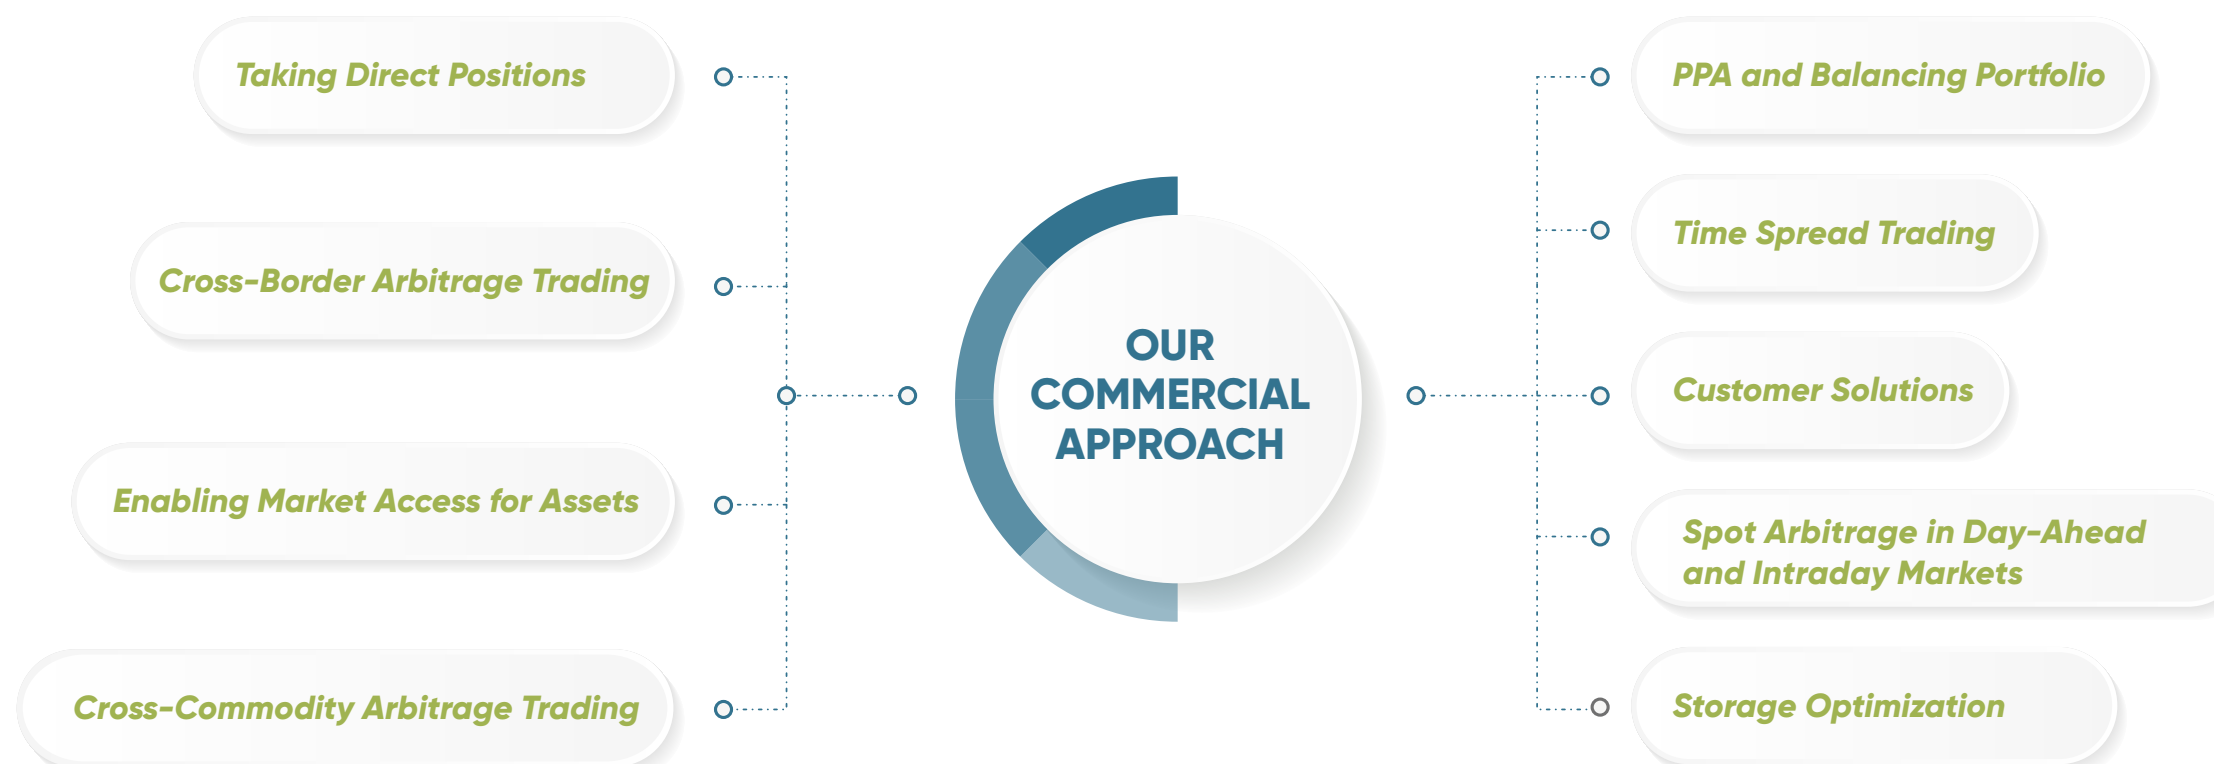 Taking Direct Positions
Cross-Border Arbitrage Trading
Enabling Market Access for Assets
Cross-Commodity Arbitrage Trading
OUR
COMMERCIAL
APPROACH
PPA and Balancing Portfolio
Time Spread Trading
Customer Solutions
Spot Arbitrage in Day-Ahead
and Intraday Markets
Storage Optimization